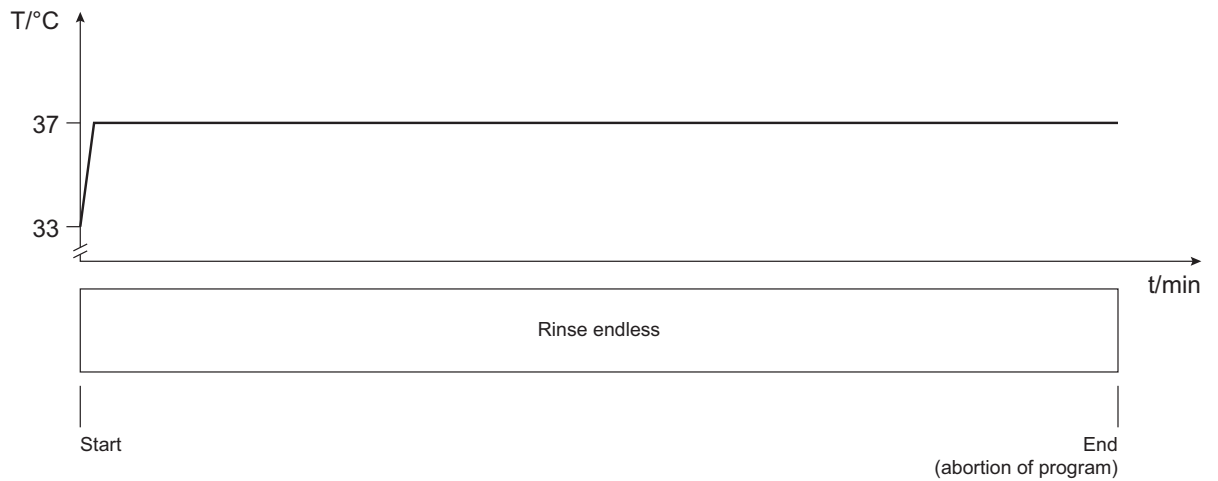 T/°C
37
33
t/min
Rinse endless
Start
End
(abortion of program)